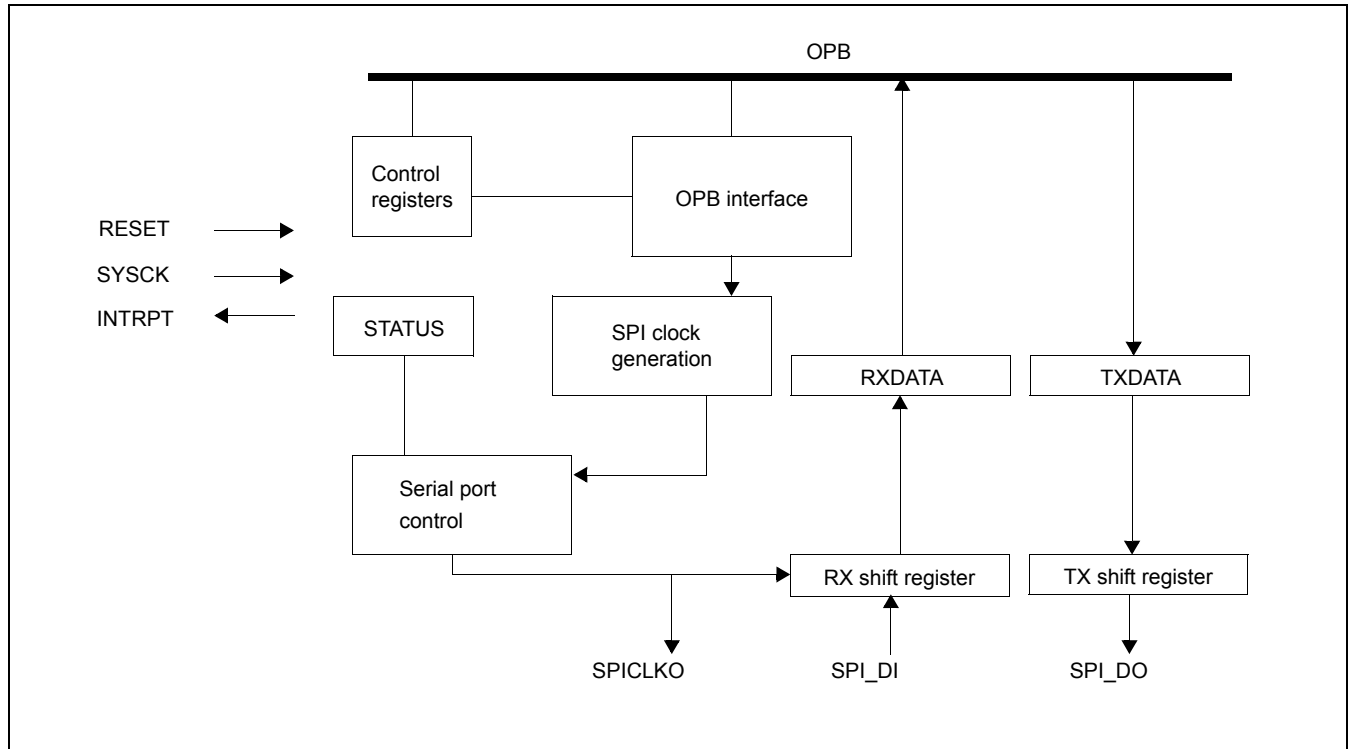 OPB
Control
registers
OPB interface
RESET
SYSCK
INTRPT
STATUS
SPI clock
generation
RXDATA
TXDATA
Serial port
control
RX shift register
TX shift register
SPICLKO
SPI_DI
SPI_DO